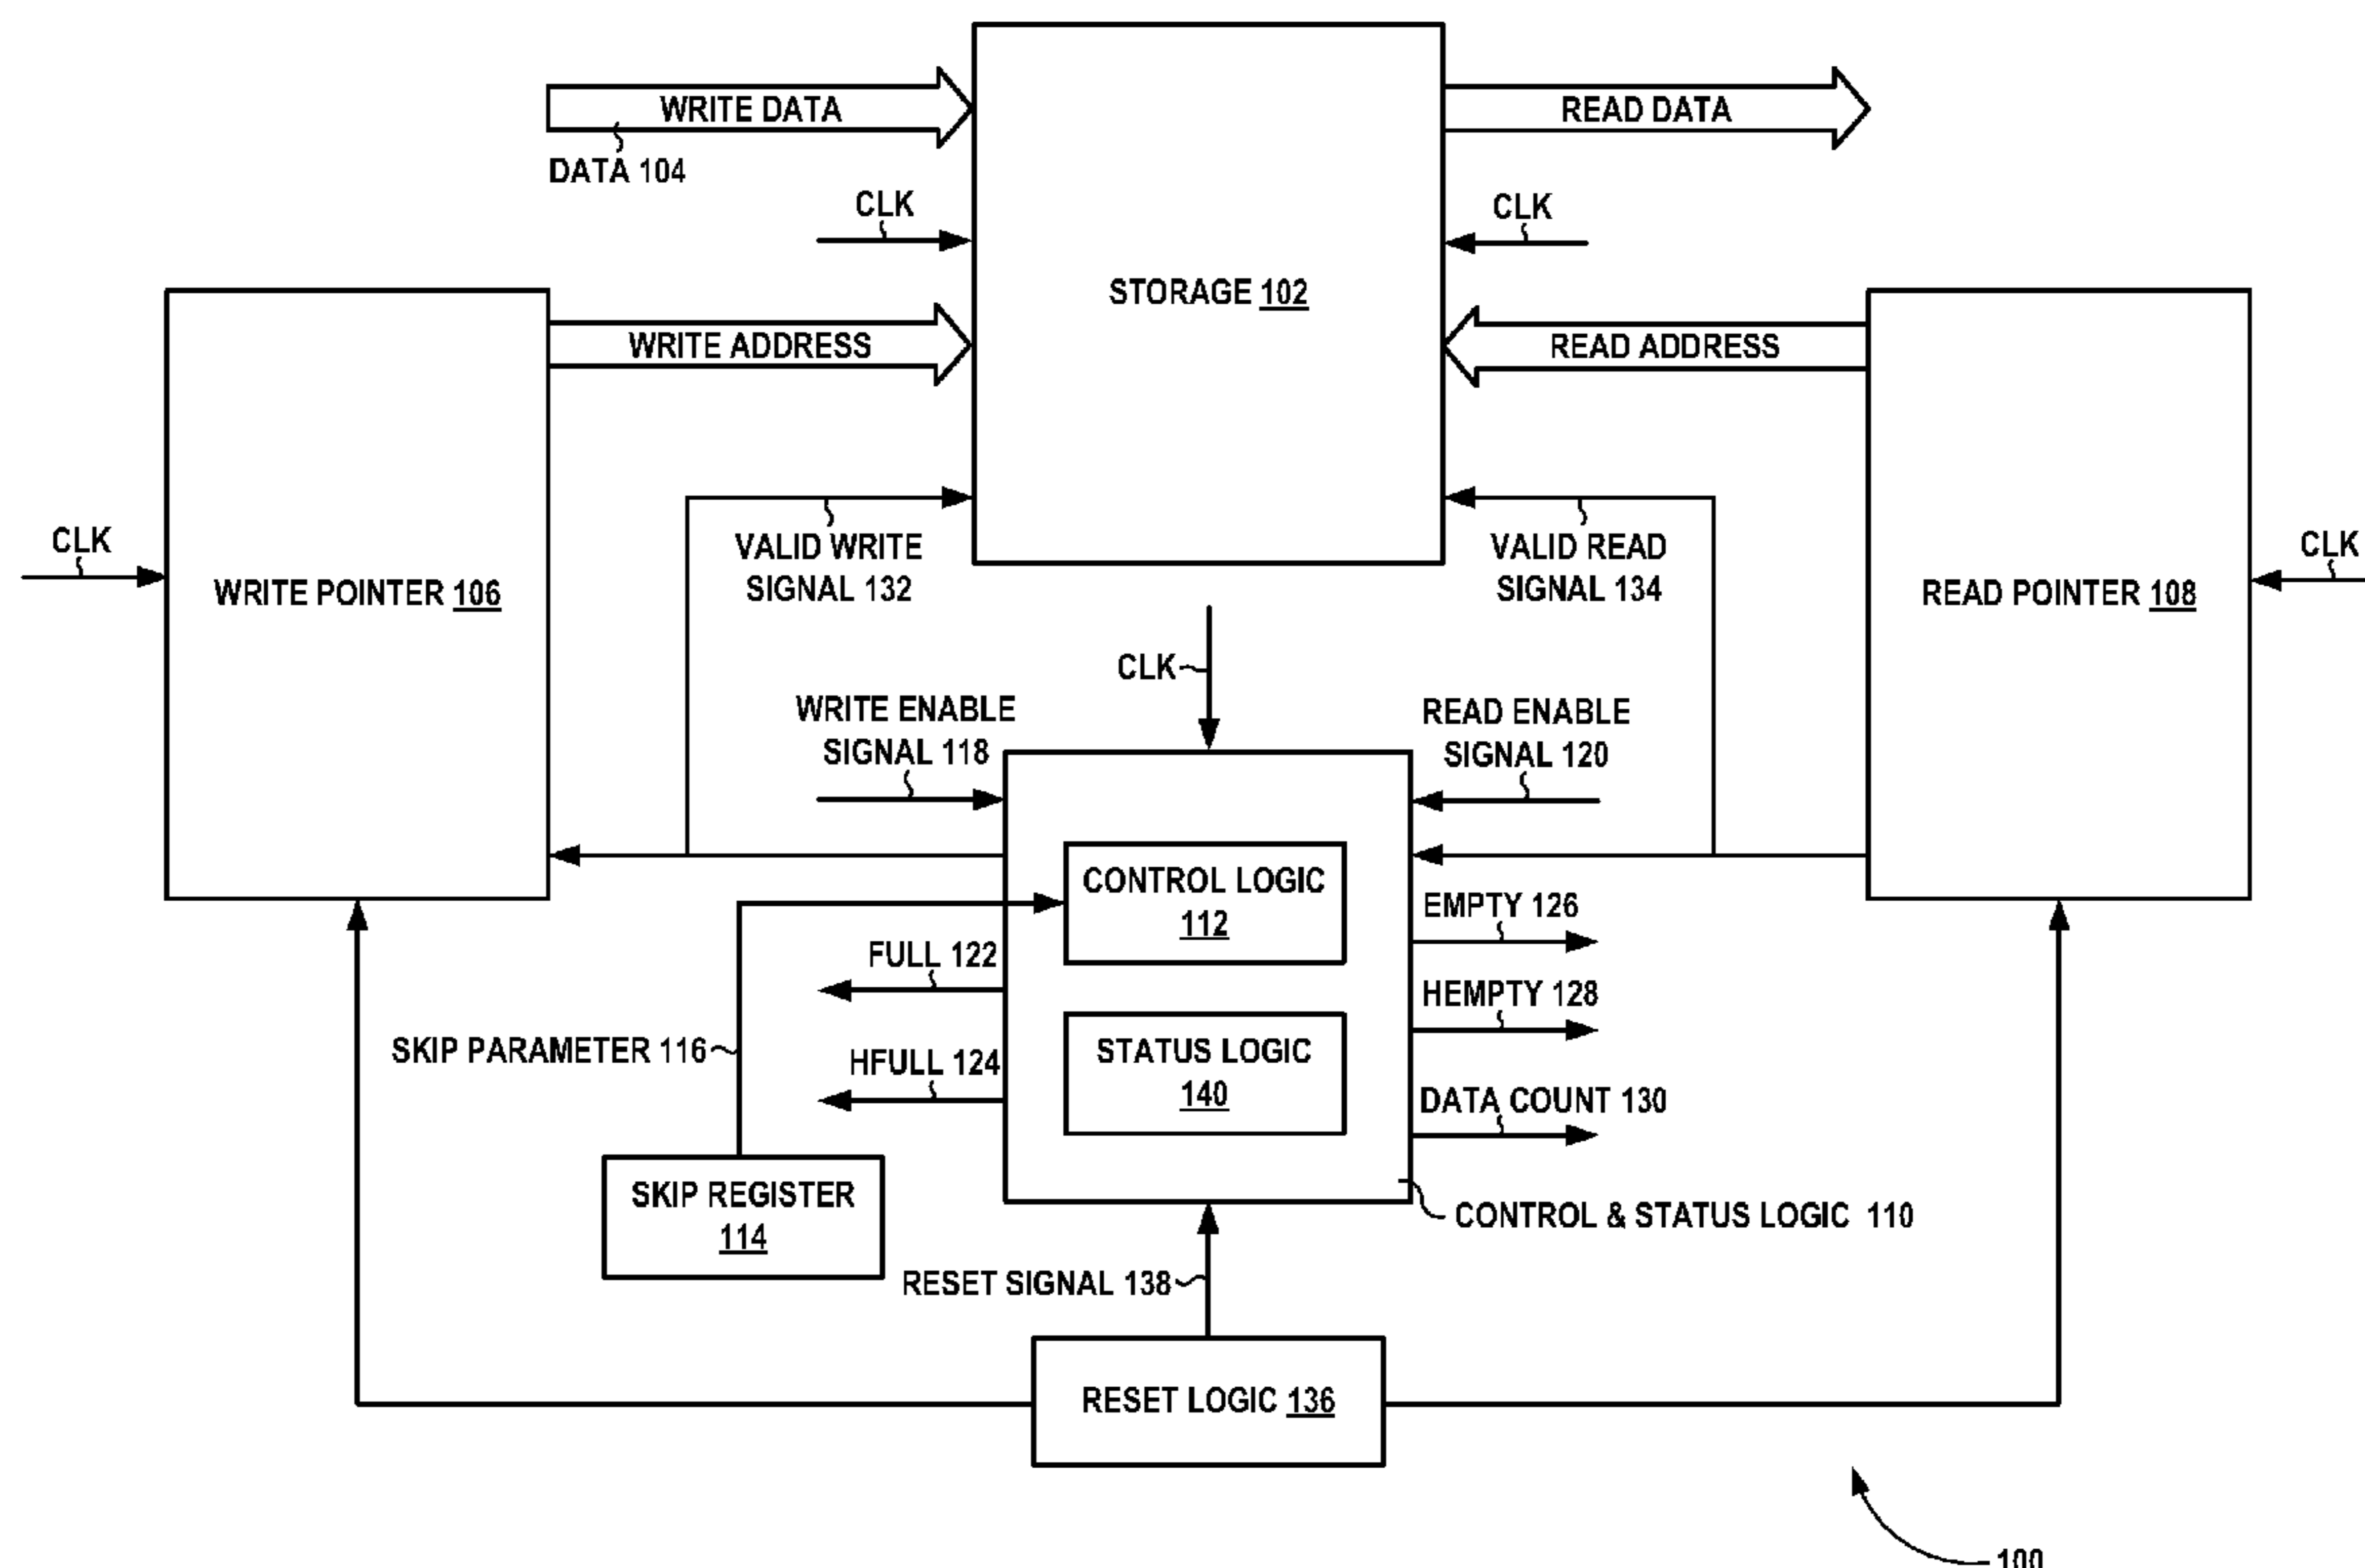 WRITE DATA
READ DATA
DATA 104
CLK
CLK
STORAGE 102
WRITE ADDRESS
READ ADDRESS
CLK
VALID WRITE
SIGNAL 132
VALID READ
SIGNAL 134
CLK
WRITE POINTER 106
READ POINTER 108
CLK
WRITE ENABLE
SIGNAL 118
READ ENABLE
SIGNAL 120
CONTROL LOGIC
112
EMPTY 126
FULL 122
HEMPTY 128
SKIP PARAMETER 116
HFULL 124
STATUS LOGIC
140
DATA COUNT 130
SKIP REGISTER
114
CONTROL & STATUS LOGIC 110
RESET SIGNAL 138
RESET LOGIC 136
100